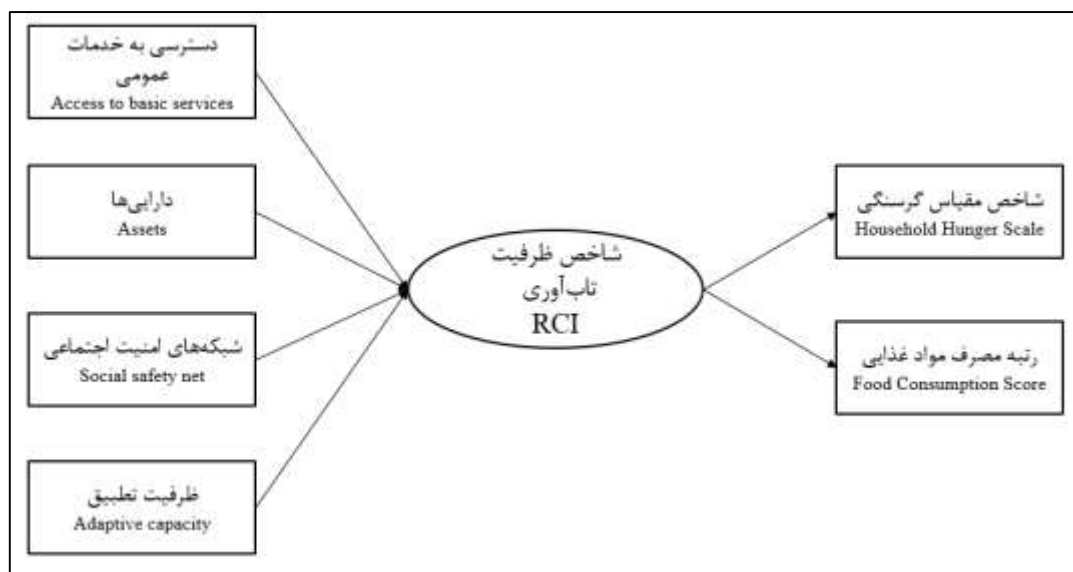 دسترسی به خدمات
عمومی
Access to basic services
دارایی‌ها
Assets
شبکه‌های امنیت اجتماعی
Social safety net
ظرفیت تطبیق
Adaptive capacity
شاخص ظرفیت
تاب‌آوری
RCI
شاخص مقیاس گرسنگی
Household Hunger Scale
رتبه مصرف مواد غذایی
Food Consumption Score